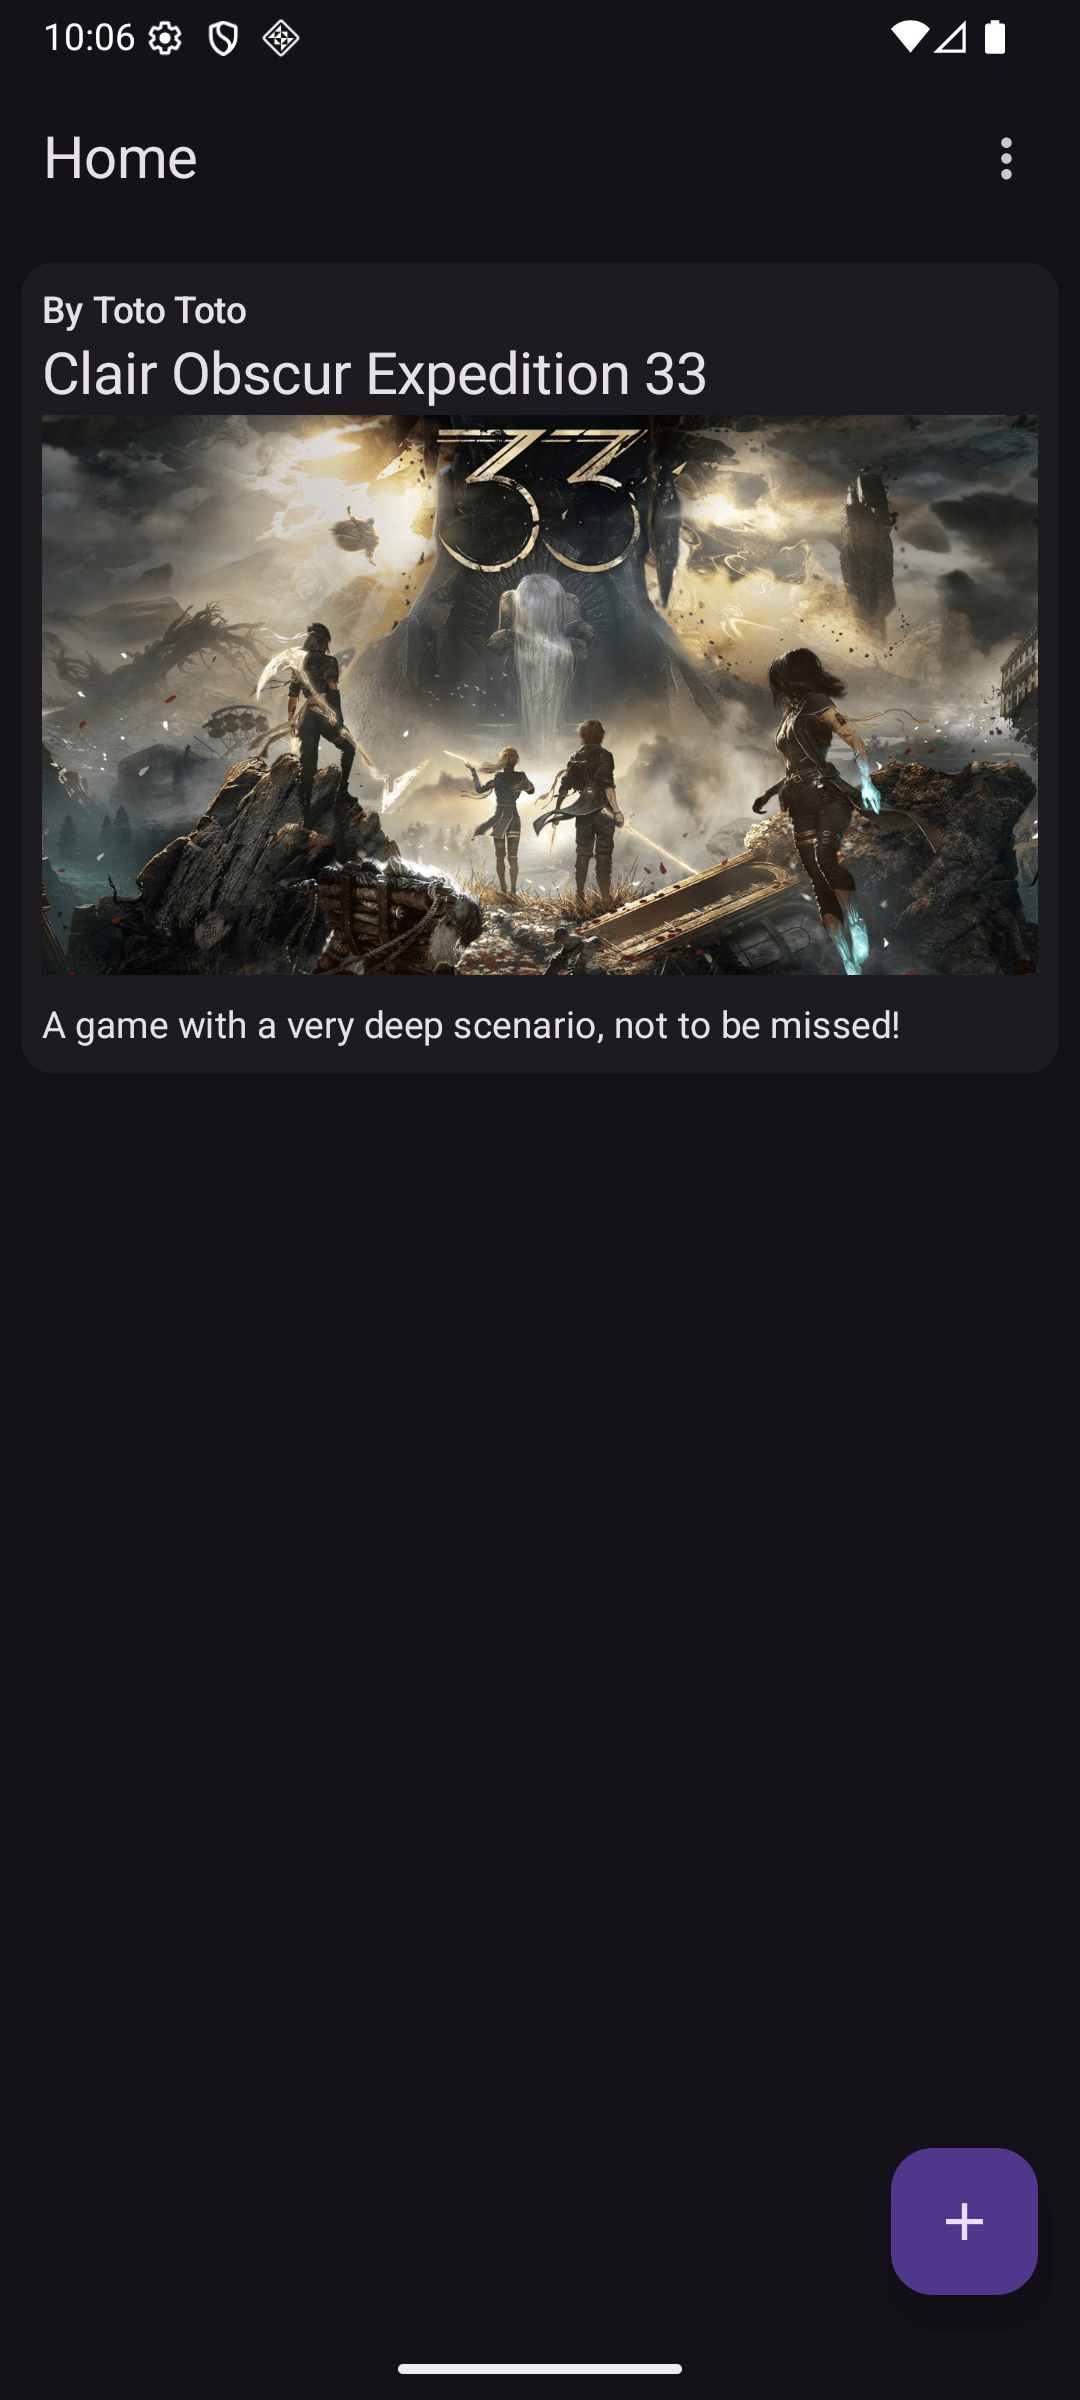 10:06
Home
By Toto Toto
Clair Obscur Expedition 33
33
A game with a very deep scenario, not to be missed!